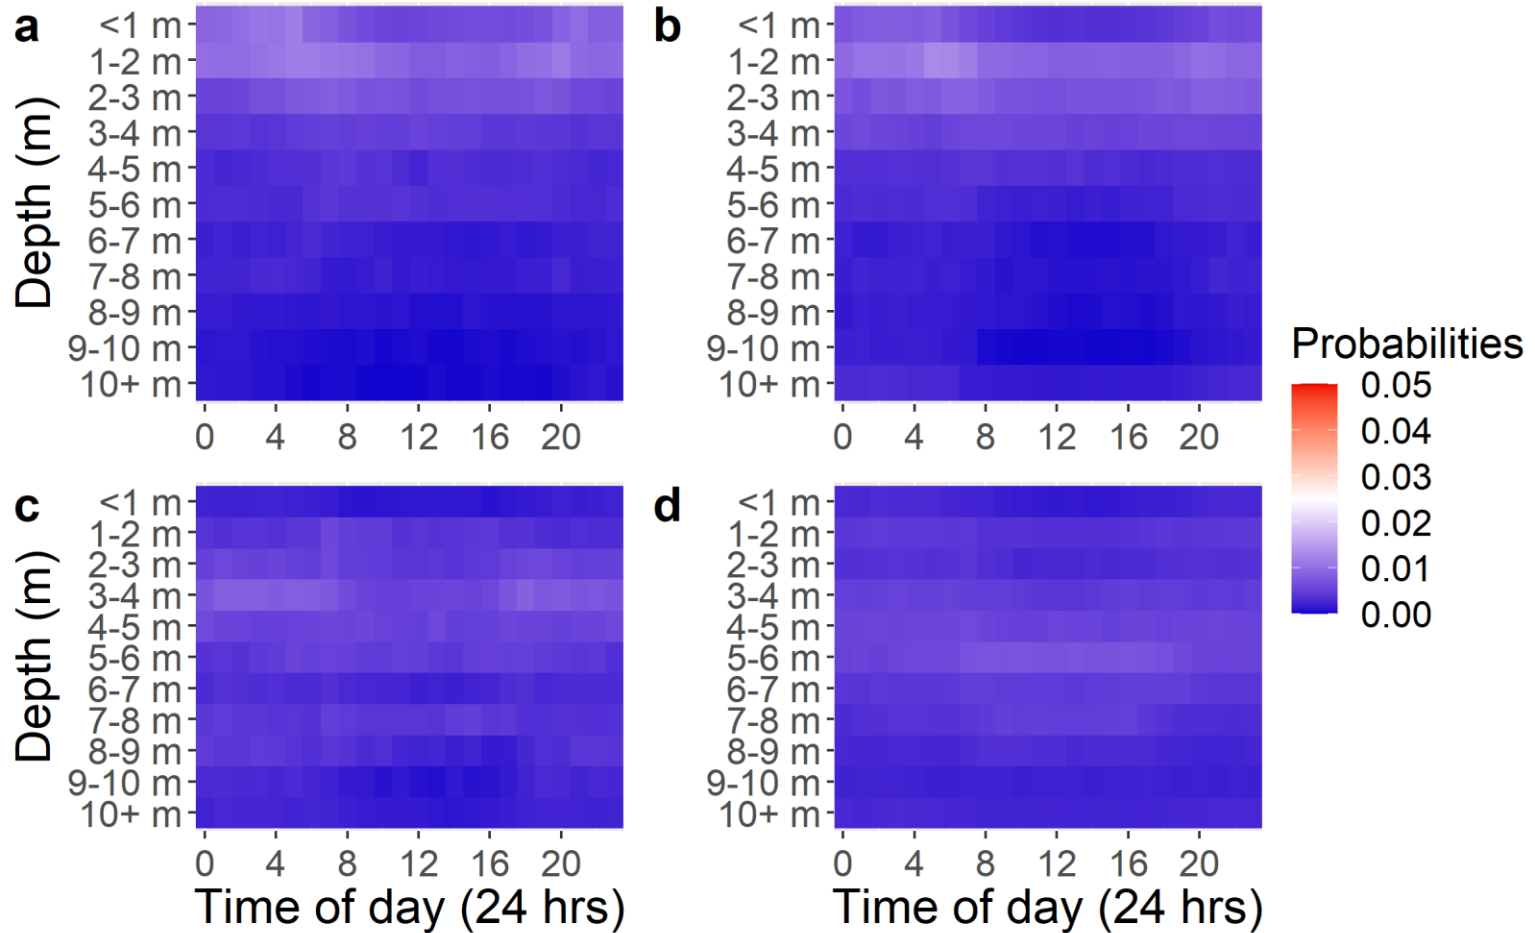 a
Depth (m)
<1 m
1-2 m
2-3 m
3-4 m
4-5 m
5-6 m
6-7 m
7-8 m
8-9 m
9-10 m
10+ m
0 4 8 12 16 20
b
<1 m
1-2 m
2-3 m
3-4 m
4-5 m
5-6 m
6-7 m
7-8 m
8-9 m
9-10 m
10+ m
0 4 8 12 16 20
c
Depth (m)
<1 m
1-2 m
2-3 m
3-4 m
4-5 m
5-6 m
6-7 m
7-8 m
8-9 m
9-10 m
10+ m
0 4 8 12 16 20
Time of day (24 hrs)
d
<1 m
1-2 m
2-3 m
3-4 m
4-5 m
5-6 m
6-7 m
7-8 m
8-9 m
9-10 m
10+ m
0 4 8 12 16 20
Time of day (24 hrs)
Probabilities
0.05
0.04
0.03
0.02
0.01
0.00